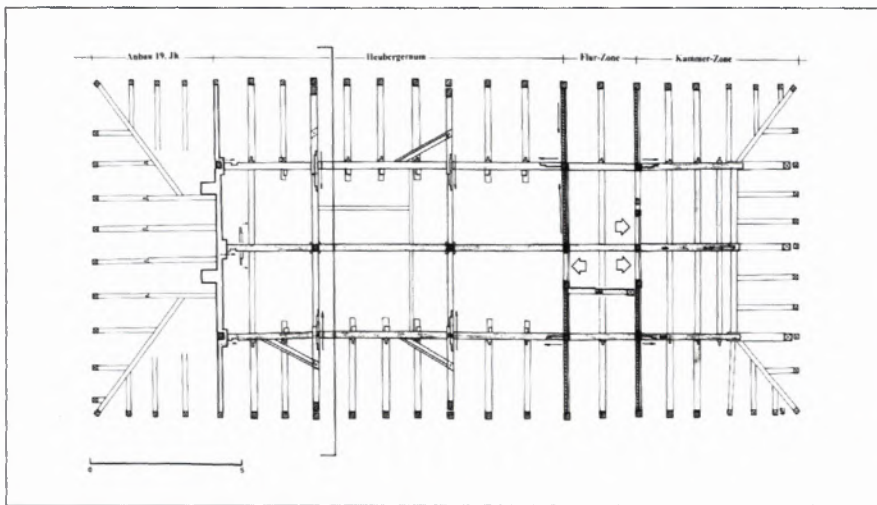 Anbau 19. Jh
Heubergeraum
Flur-Zone
Kammer-Zone
0
5